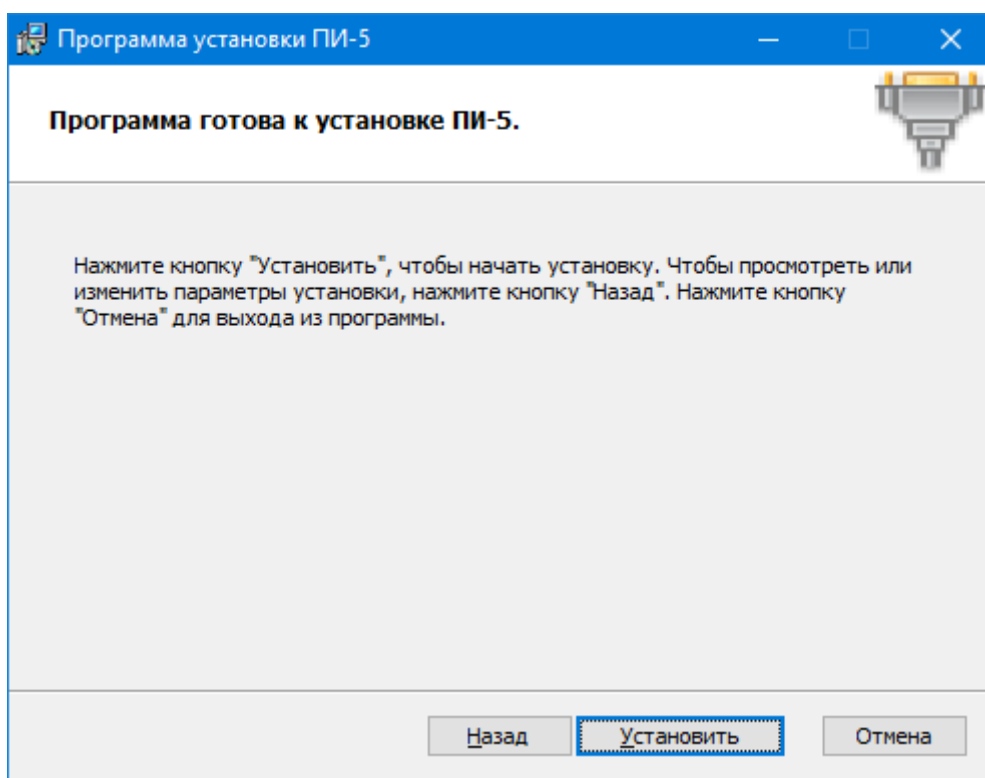 Программа установки ПИ-5
Программа готова к установке ПИ-5.
Нажмите кнопку "Установить", чтобы начать установку. Чтобы просмотреть или
изменить параметры установки, нажмите кнопку "Назад". Нажмите кнопку
"Отмена" для выхода из программы.
Назад Установить Отмена